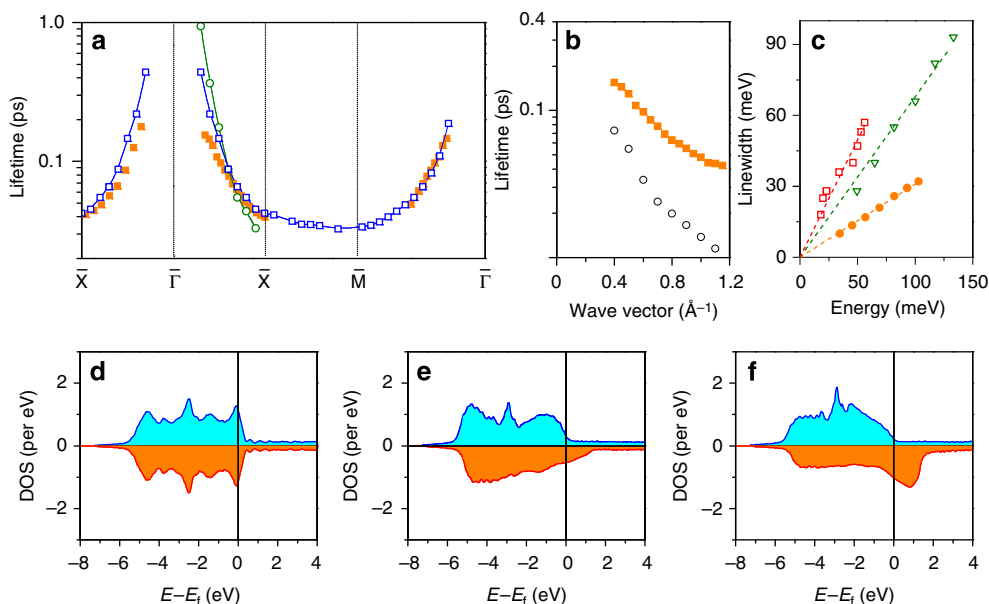 a
b
c
1.0
0.1
Lifetime (ps)
X̅ Γ̅ X̅ M̅ Γ̅
0.1
Lifetime (ps)
0.4 0.8 1.2
Wave vector (Å⁻¹)
90
60
30
0
Linewidth (meV)
0 50 100 150
Energy (meV)
d
e
f
2
0
−2
DOS (per eV)
−8 −6 −4 −2 0 2 4
E−Ef (eV)
2
0
−2
DOS (per eV)
−8 −6 −4 −2 0 2 4
E−Ef (eV)
2
0
−2
DOS (per eV)
−8 −6 −4 −2 0 2 4
E−Ef (eV)